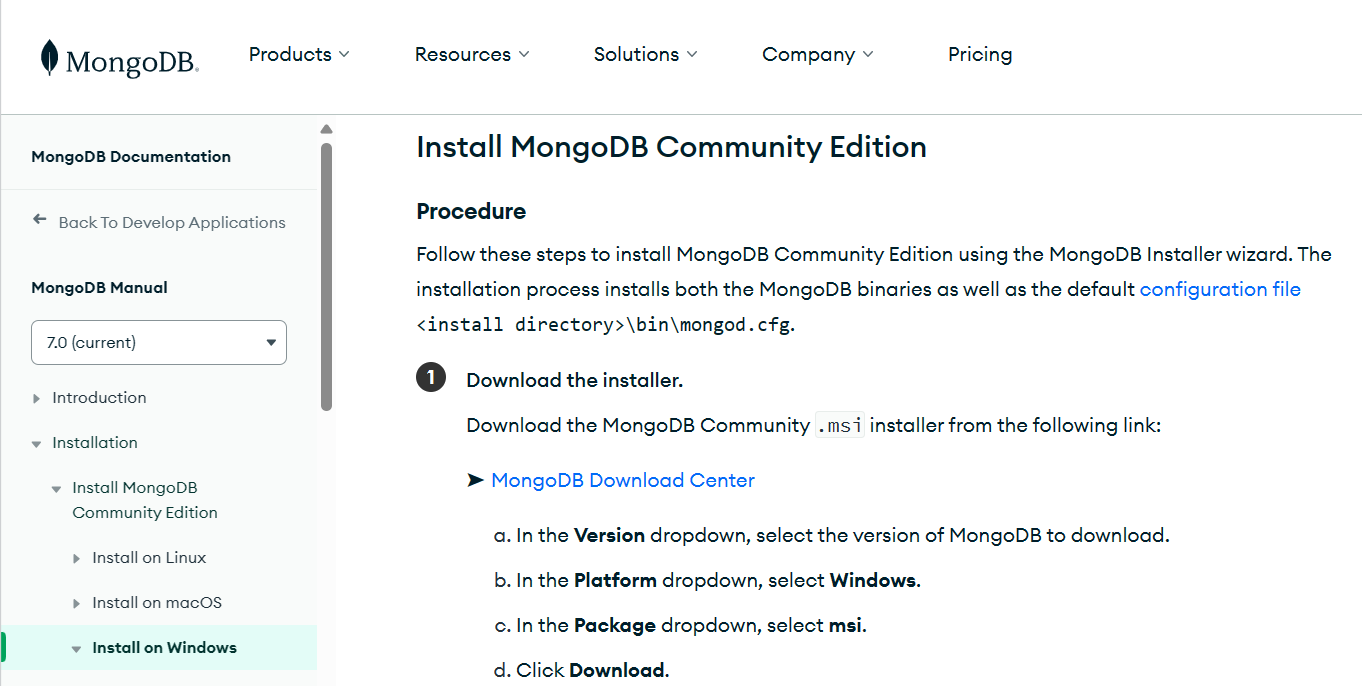 MongoDB®
Products
Resources
Solutions
Company
Pricing
MongoDB Documentation
Back To Develop Applications
MongoDB Manual
7.0 (current)
Introduction
Installation
Install MongoDB
Community Edition
Install on Linux
Install on macOS
Install on Windows
Install MongoDB Community Edition
Procedure
Follow these steps to install MongoDB Community Edition using the MongoDB Installer wizard. The
installation process installs both the MongoDB binaries as well as the default configuration file
<install directory>\bin\mongod.cfg.
1 Download the installer.
Download the MongoDB Community .msi installer from the following link:
➤ MongoDB Download Center
a. In the Version dropdown, select the version of MongoDB to download.
b. In the Platform dropdown, select Windows.
c. In the Package dropdown, select msi.
d. Click Download.